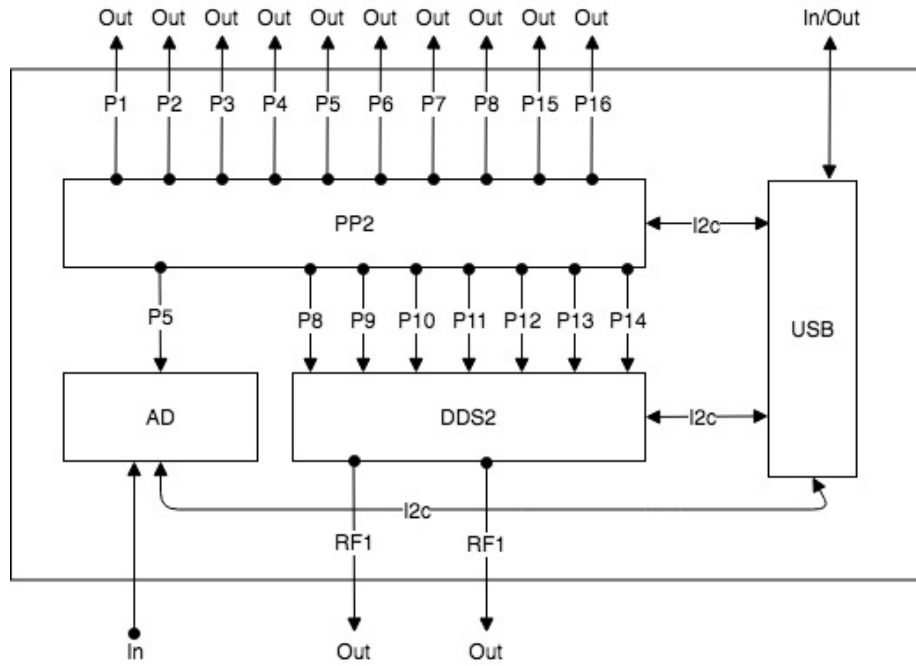 Out Out Out Out Out Out Out Out Out Out In/Out
P1 P2 P3 P4 P5 P6 P7 P8 P15 P16
PP2 I2c
P5 P8 P9 P10 P11 P12 P13 P14 USB
AD DDS2 I2c
I2c
RF1 RF1
In Out Out